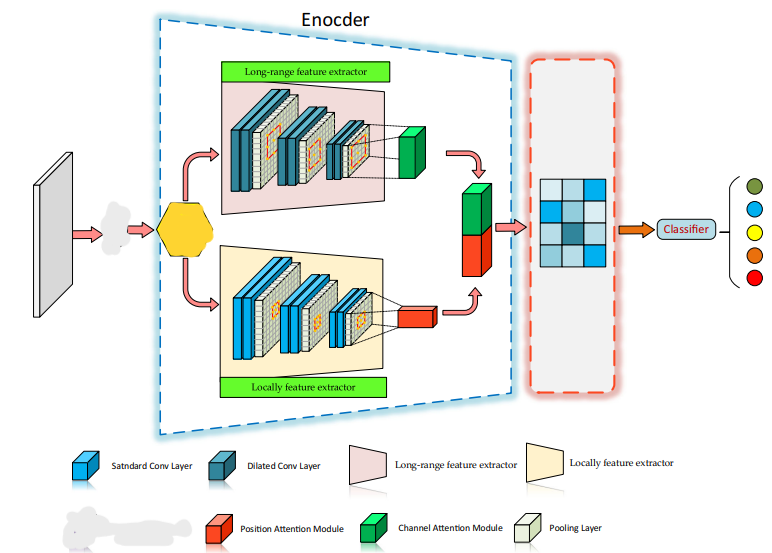 Enocder
Long-range feature extractor
Classifier
Locally feature extractor
Satndard Conv Layer
Dilated Conv Layer
Long-range feature extractor
Locally feature extractor
Position Attention Module
Channel Attention Module
Pooling Layer